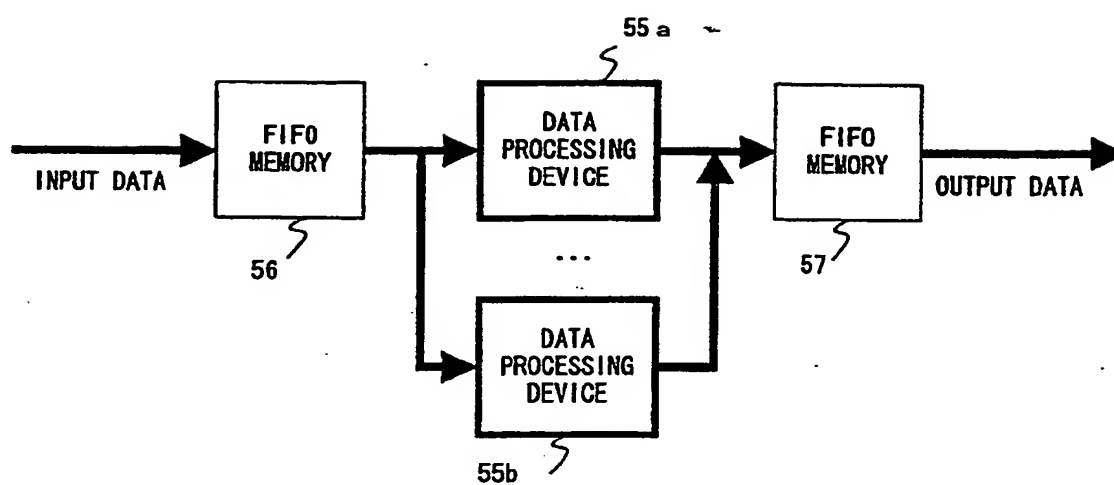 55a
FIFO
MEMORY
DATA
PROCESSING
DEVICE
FIFO
MEMORY
INPUT DATA
OUTPUT DATA
56
...
57
DATA
PROCESSING
DEVICE
55b